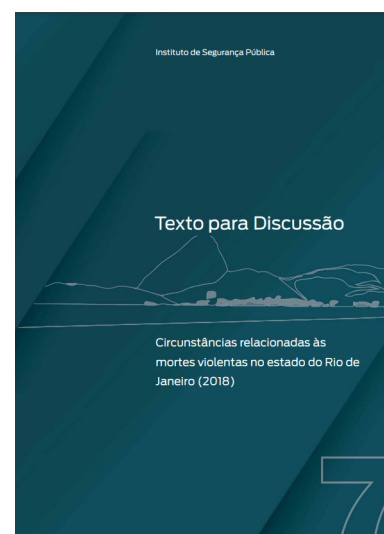 Instituto de Segurança Pública
Texto para Discussão
Circunstâncias relacionadas às
mortes violentas no estado do Rio de
Janeiro (2018)
7